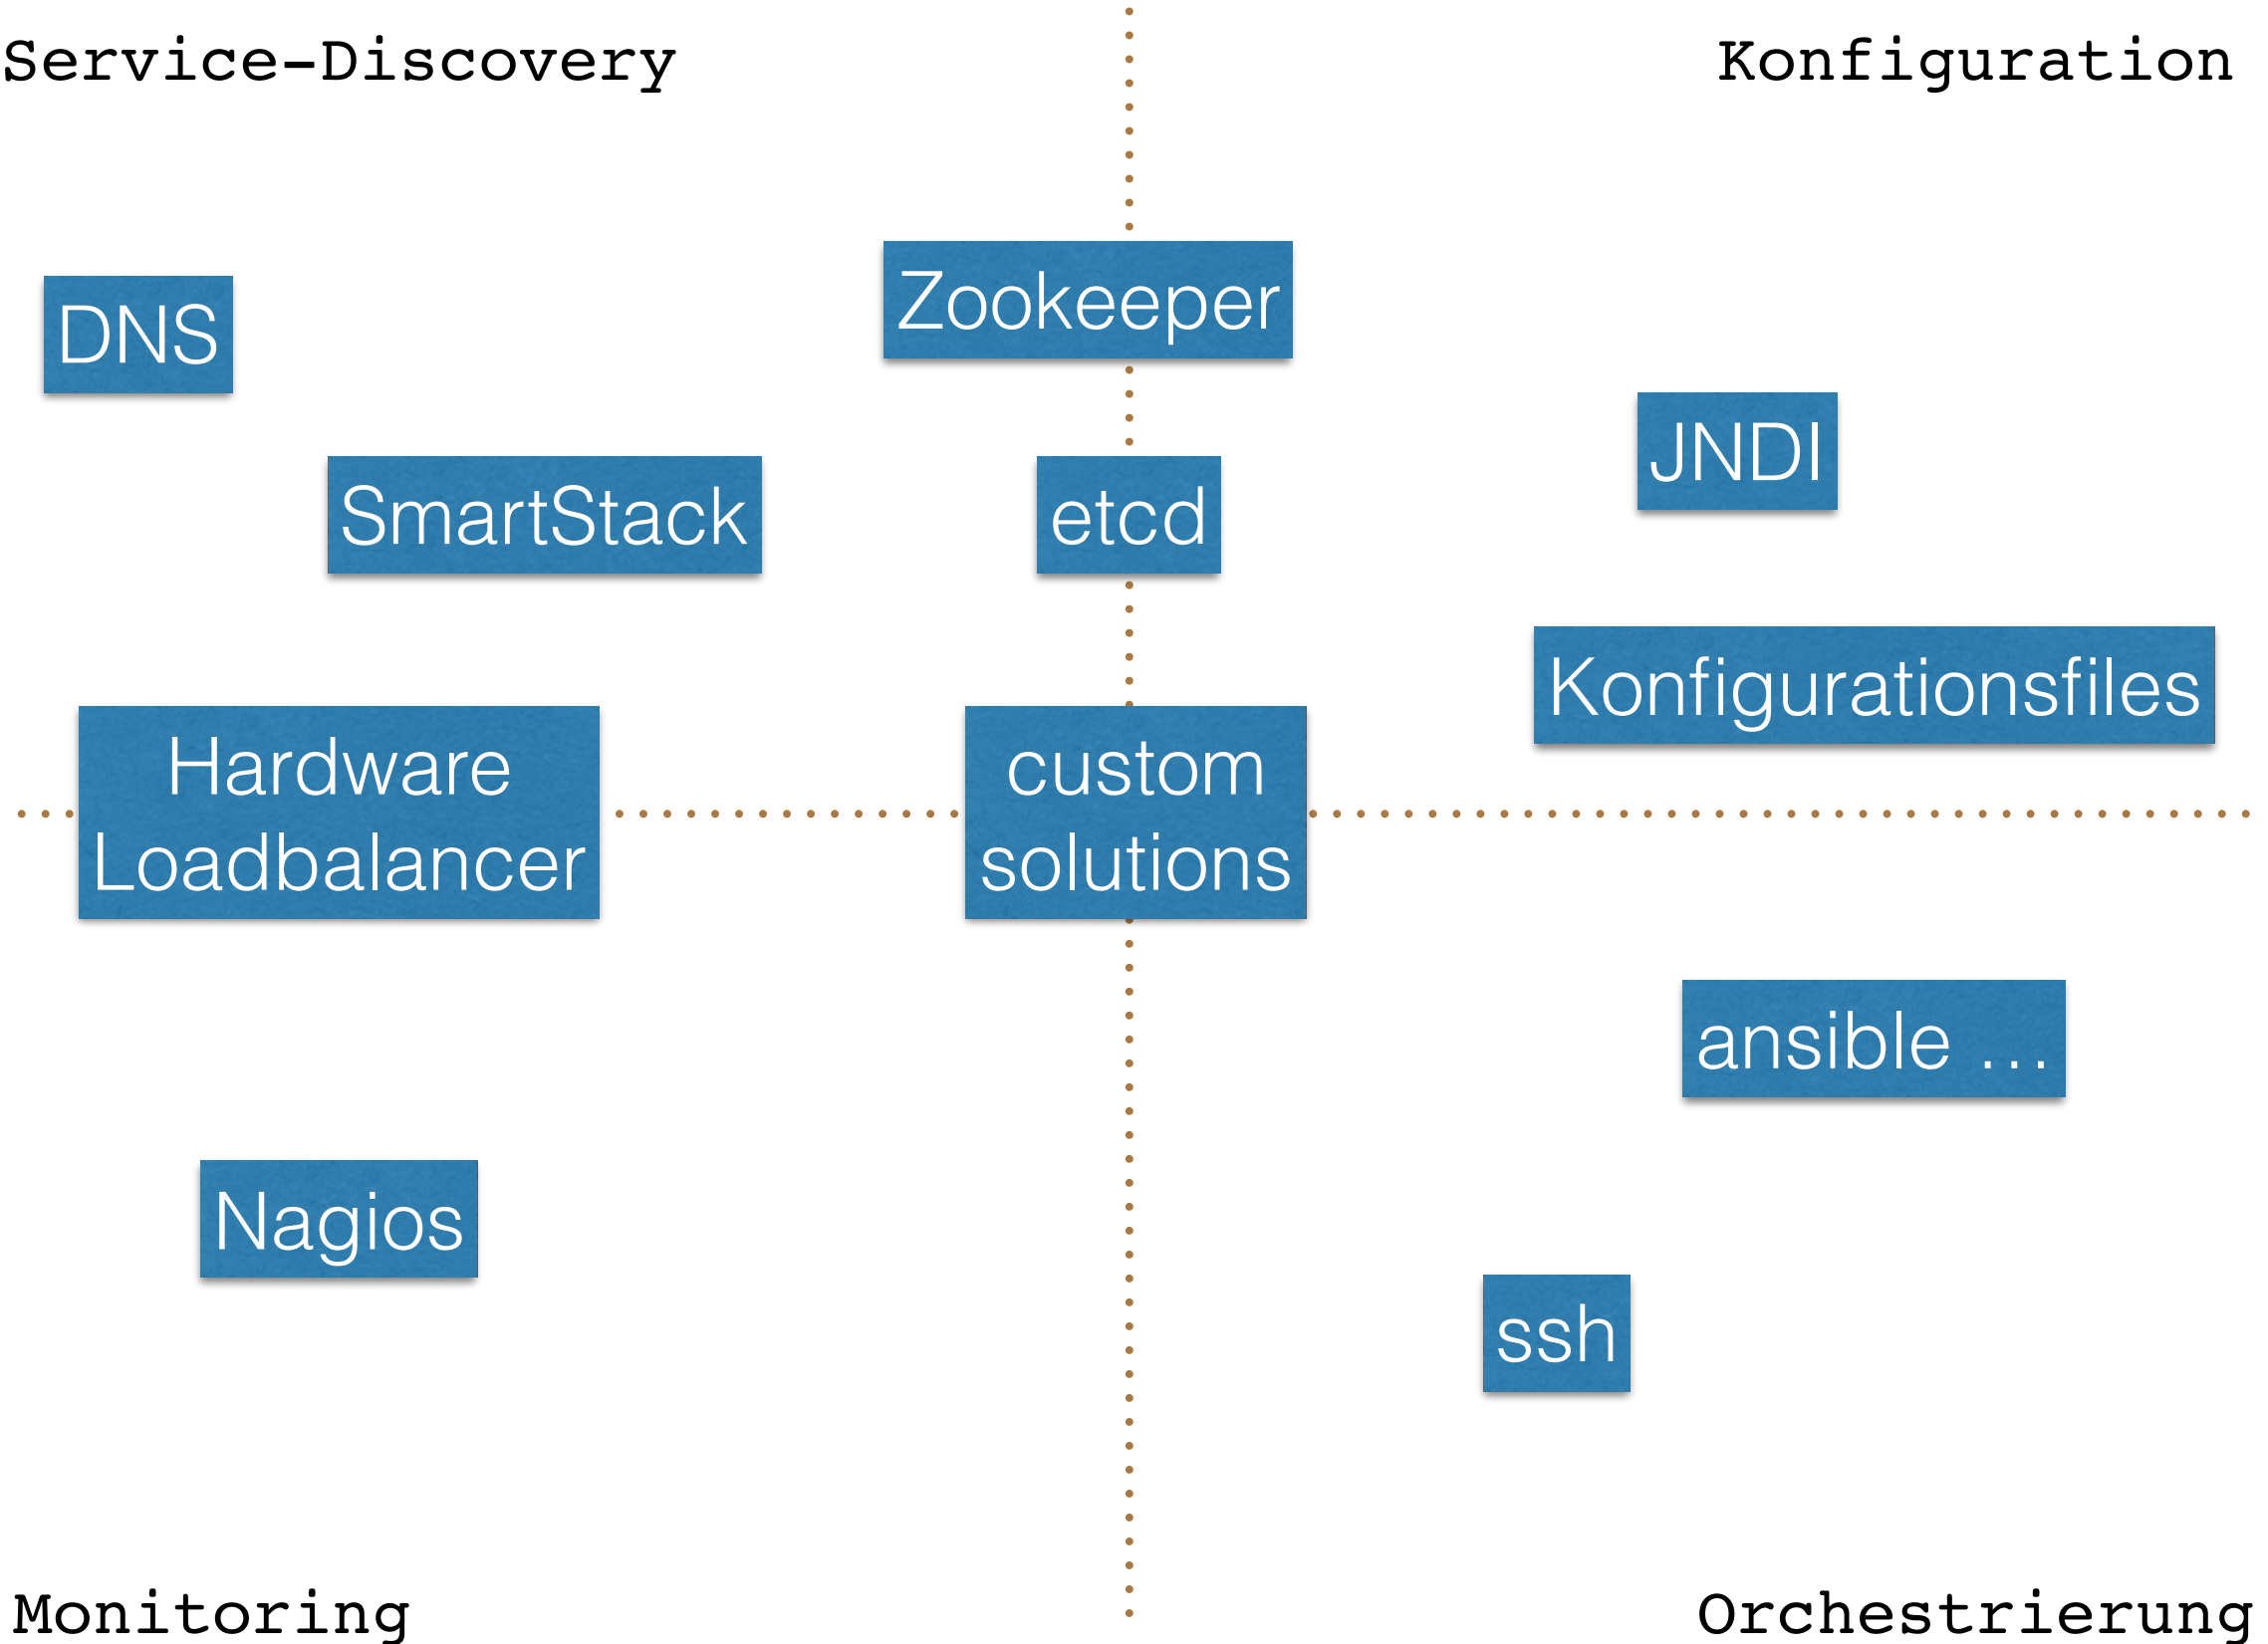 Service-Discovery
Konfiguration
Zookeeper
DNS
JNDI
SmartStack
etcd
Konfigurationsfiles
Hardware
Loadbalancer
custom
solutions
ansible ...
Nagios
ssh
Monitoring
Orchestrierung